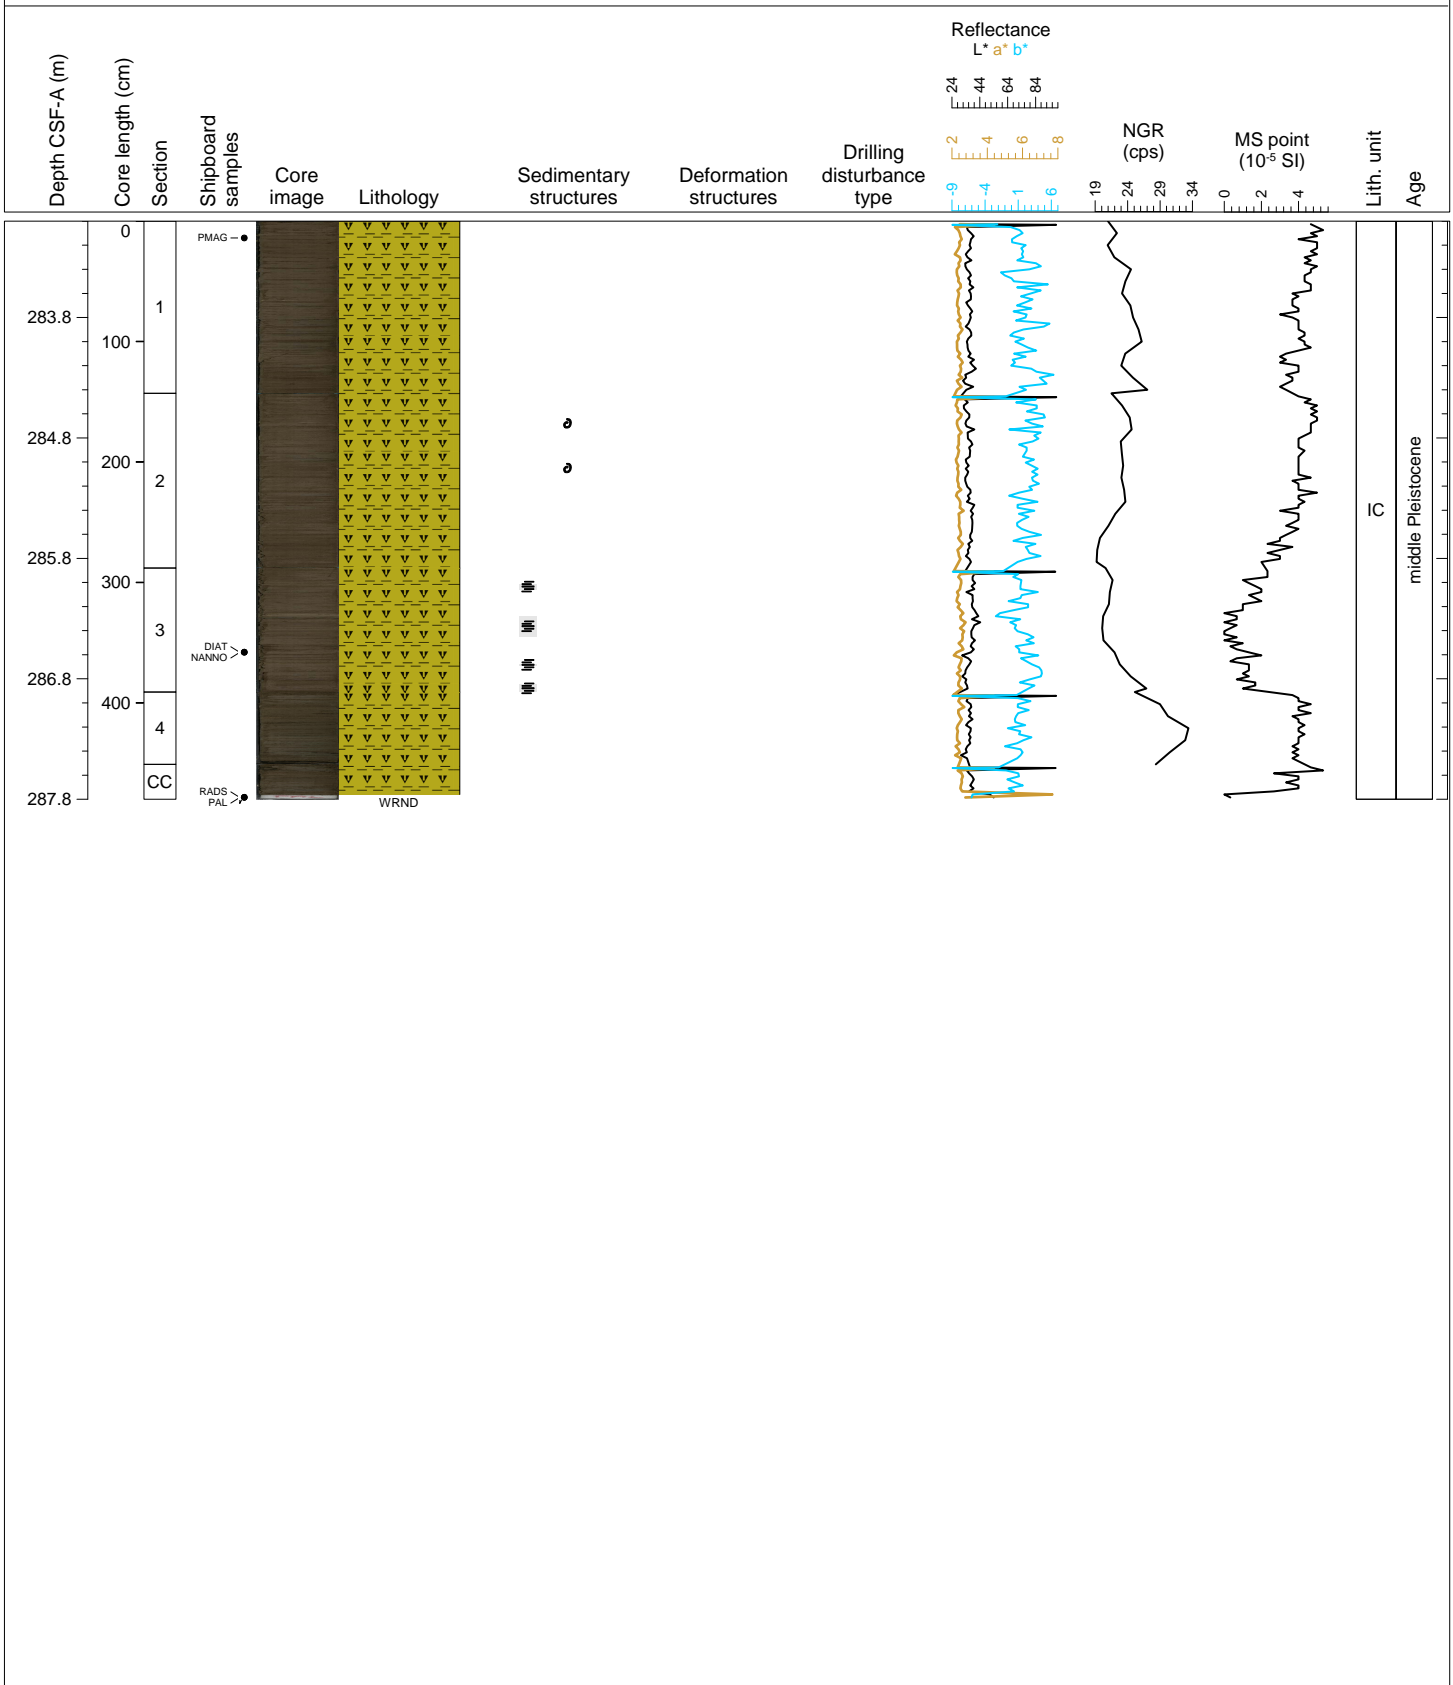 Depth CSF-A (m)
Core length (cm)
Section
Shipboard
samples
Core
image
Lithology
Sedimentary
structures
Deformation
structures
Drilling
disturbance
type
Reflectance
L* a* b*
24 44 64 84
2 4 6 8
-9 -4 1 6
NGR
(cps)
19 24 29 34
MS point
(10-5 SI)
0 2 4
Lith. unit
Age
0
PMAG
1
283.8
100
284.8
200
2
IC
middle Pleistocene
285.8
300
3
DIAT
NANNO
286.8
400
4
CC
RADS
PAL
287.8
WRND